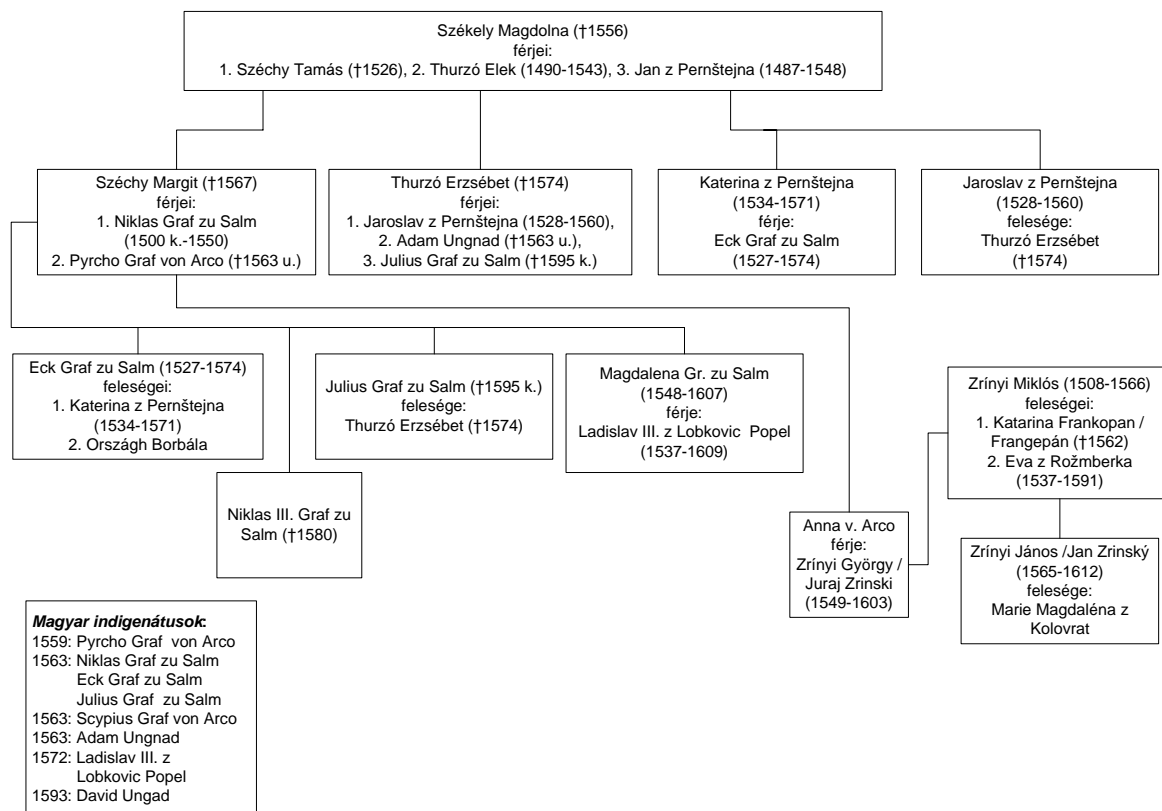 Székely Magdolna (†1556)
férjei:
1. Széchy Tamás (†1526), 2. Thurzó Elek (1490-1543), 3. Jan z Pernštejna (1487-1548)
Széchy Margit (†1567)
férjei:
1. Niklas Graf zu Salm
(1500 k.-1550)
2. Pyrcho Graf von Arco (†1563 u.)
Thurzó Erzsébet (†1574)
férjei:
1. Jaroslav z Pernštejna (1528-1560),
2. Adam Ungnad (†1563 u.),
3. Julius Graf zu Salm (†1595 k.)
Katerina z Pernštejna
(1534-1571)
férje:
Eck Graf zu Salm
(1527-1574)
Jaroslav z Pernštejna
(1528-1560)
felesége:
Thurzó Erzsébet
(†1574)
Eck Graf zu Salm (1527-1574)
feleségei:
1. Katerina z Pernštejna
(1534-1571)
2. Országh Borbála
Julius Graf zu Salm (†1595 k.)
felesége:
Thurzó Erzsébet (†1574)
Magdalena Gr. zu Salm
(1548-1607)
férje:
Ladislav III. z Lobkovic Popel
(1537-1609)
Zrínyi Miklós (1508-1566)
feleségei:
1. Katarina Frankopan /
Frangepán (†1562)
2. Eva z Rožmberka
(1537-1591)
Niklas III. Graf zu
Salm (†1580)
Anna v. Arco
férje:
Zrínyi György /
Juraj Zrinski
(1549-1603)
Zrínyi János /Jan Zrinský
(1565-1612)
felesége:
Marie Magdaléna z
Kolovrat
Magyar indigenátusok:
1559: Pyrcho Graf von Arco
1563: Niklas Graf zu Salm
Eck Graf zu Salm
Julius Graf zu Salm
1563: Scypius Graf von Arco
1563: Adam Ungnad
1572: Ladislav III. z
Lobkovic Popel
1593: David Ungad